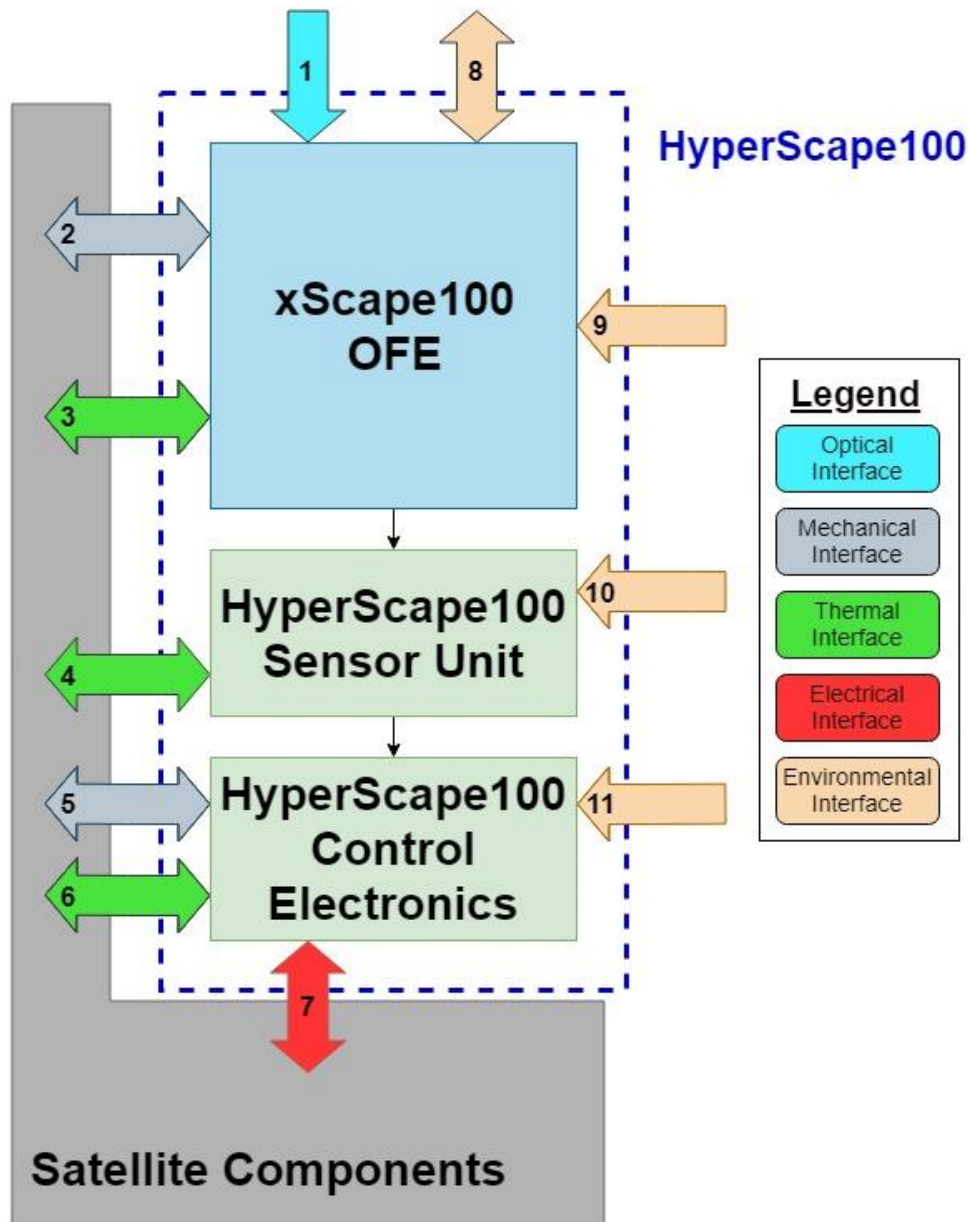 1
8
HyperScape100
2
xScape100
OFE
9
3
Legend
Optical
Interface
Mechanical
Interface
Thermal
Interface
Electrical
Interface
Environmental
Interface
HyperScape100
Sensor Unit
10
4
HyperScape100
Control
Electronics
5
11
6
7
Satellite Components